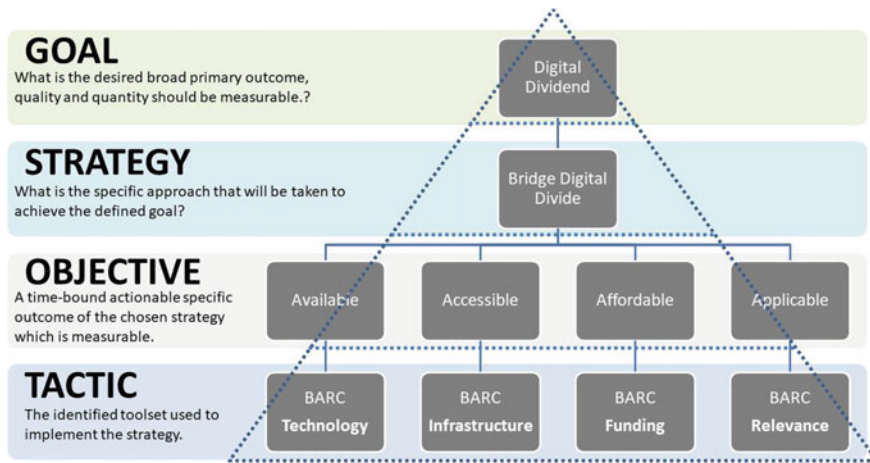 GOAL
What is the desired broad primary outcome,
quality and quantity should be measurable.?
Digital
Dividend
STRATEGY
What is the specific approach that will be taken to
achieve the defined goal?
Bridge Digital
Divide
OBJECTIVE
A time-bound actionable specific
outcome of the chosen strategy
which is measurable.
Available
Accessible
Affordable
Applicable
TACTIC
The identified toolset used to
implement the strategy.
BARC
Technology
BARC
Infrastructure
BARC
Funding
BARC
Relevance